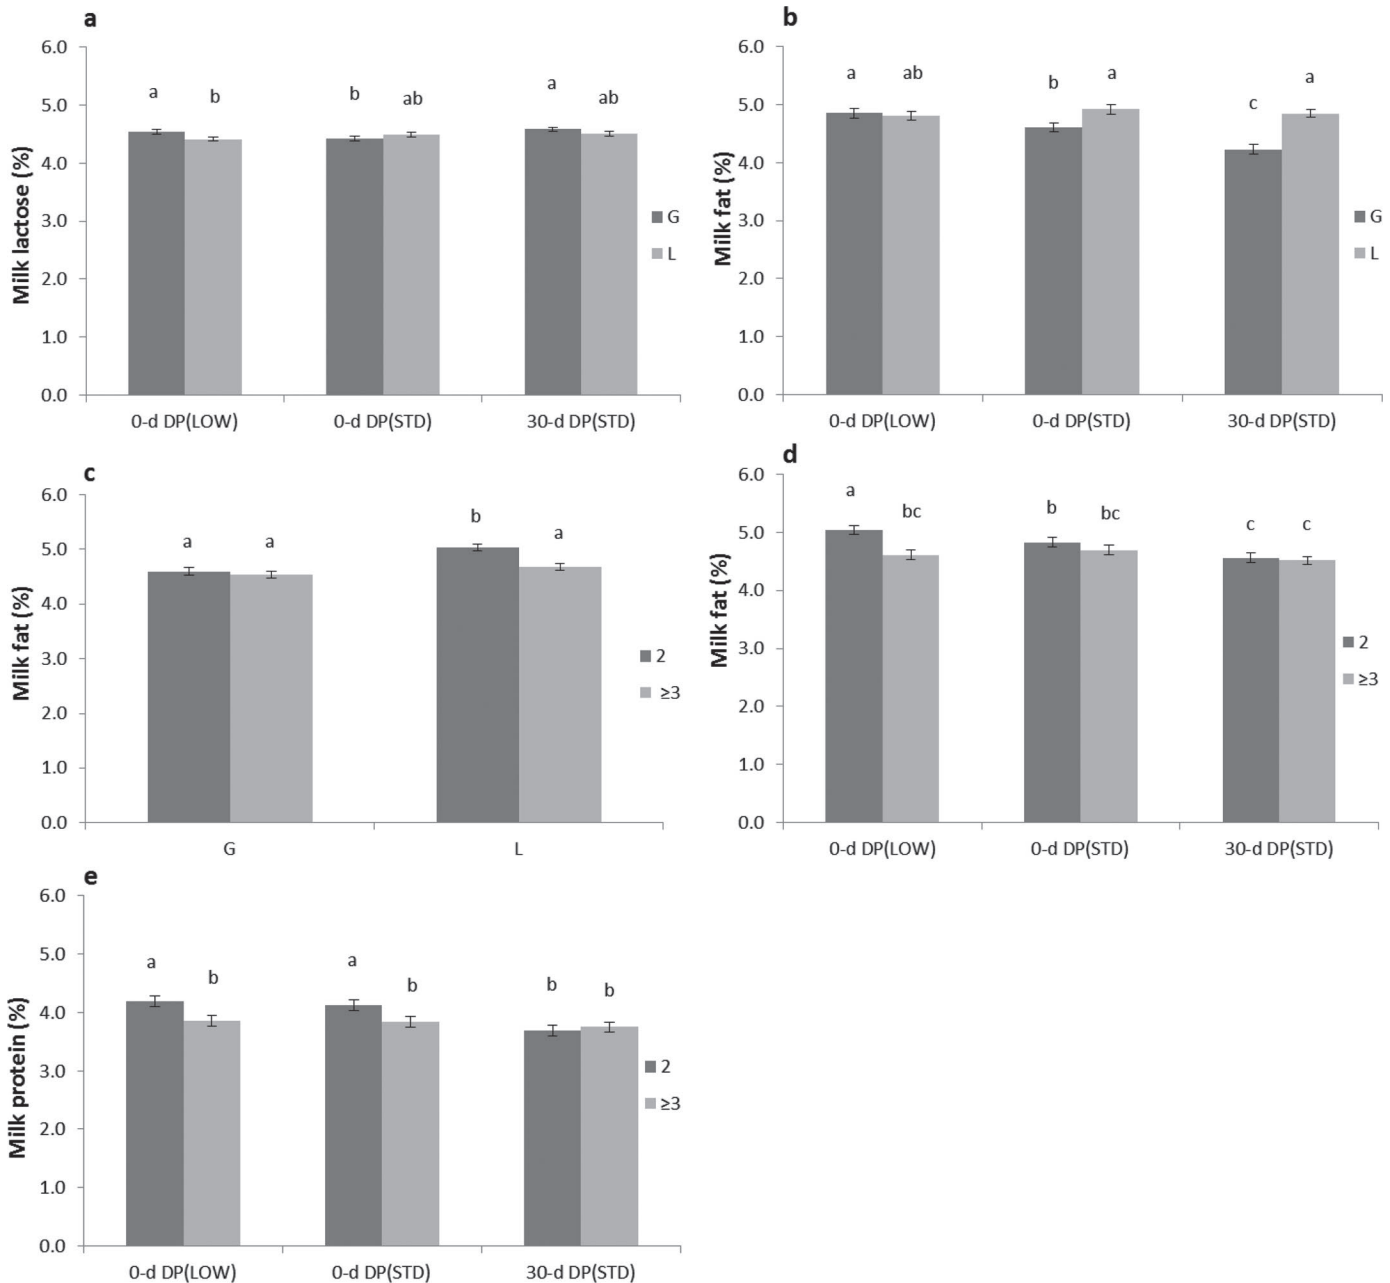 a
6.0
5.0
4.0
3.0
2.0
1.0
0.0
Milk lactose (%)
a b b ab a ab
G
L
0-d DP(LOW) 0-d DP(STD) 30-d DP(STD)
b
6.0
5.0
4.0
3.0
2.0
1.0
0.0
Milk fat (%)
a ab b a c a
G
L
0-d DP(LOW) 0-d DP(STD) 30-d DP(STD)
c
6.0
5.0
4.0
3.0
2.0
1.0
0.0
Milk fat (%)
a a b a
2
≥3
G L
d
6.0
5.0
4.0
3.0
2.0
1.0
0.0
Milk fat (%)
a bc b bc c c
2
≥3
0-d DP(LOW) 0-d DP(STD) 30-d DP(STD)
e
6.0
5.0
4.0
3.0
2.0
1.0
0.0
Milk protein (%)
a b a b b b
2
≥3
0-d DP(LOW) 0-d DP(STD) 30-d DP(STD)